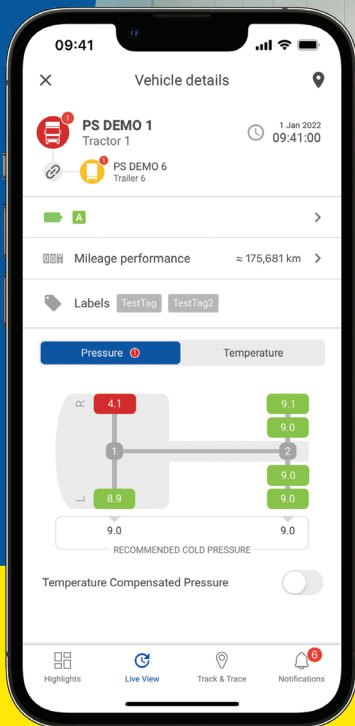 09:41
Vehicle details
1
PS DEMO 1
Tractor 1
1 Jan 2022
09:41:00
1
PS DEMO 6
Trailer 6
A
Mileage performance ≈ 175,681 km
Labels TestTag TestTag2
Pressure Temperature
R 4.1 9.1
9.0
1 2
9.0
L 8.9 9.0
9.0 9.0
RECOMMENDED COLD PRESSURE
Temperature Compensated Pressure
6
Highlights Live View Track & Trace Notifications